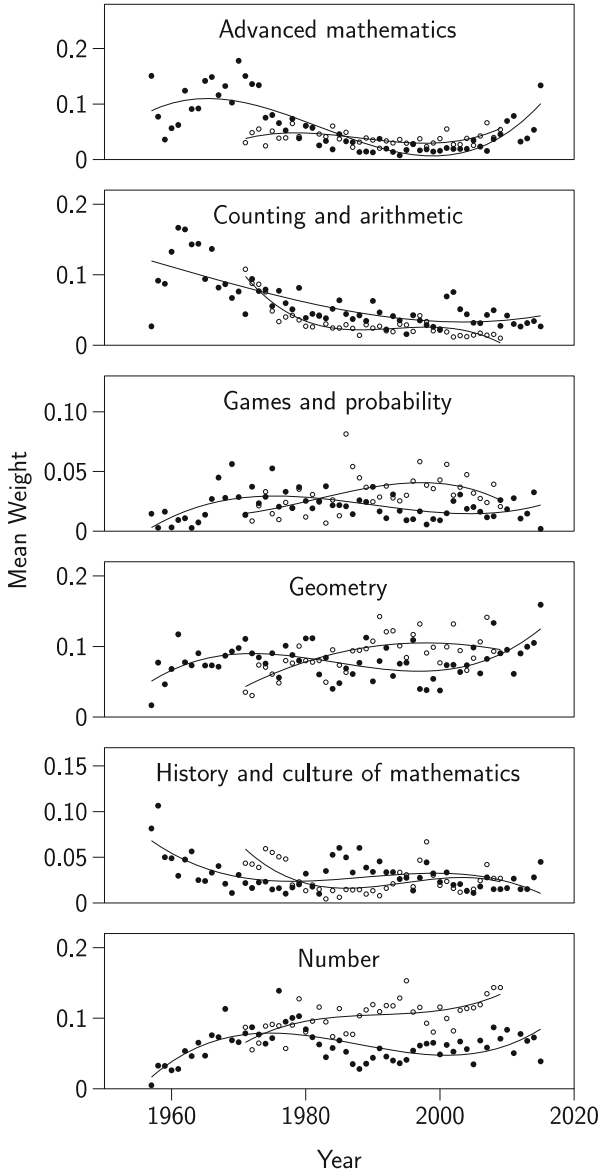 Advanced mathematics
0.2
0.1
0
Counting and arithmetic
0.2
0.1
0
Games and probability
0.10
0.05
0
Mean Weight
Geometry
0.2
0.1
0
History and culture of mathematics
0.15
0.10
0.05
0
Number
0.2
0.1
0
1960 1980 2000 2020
Year